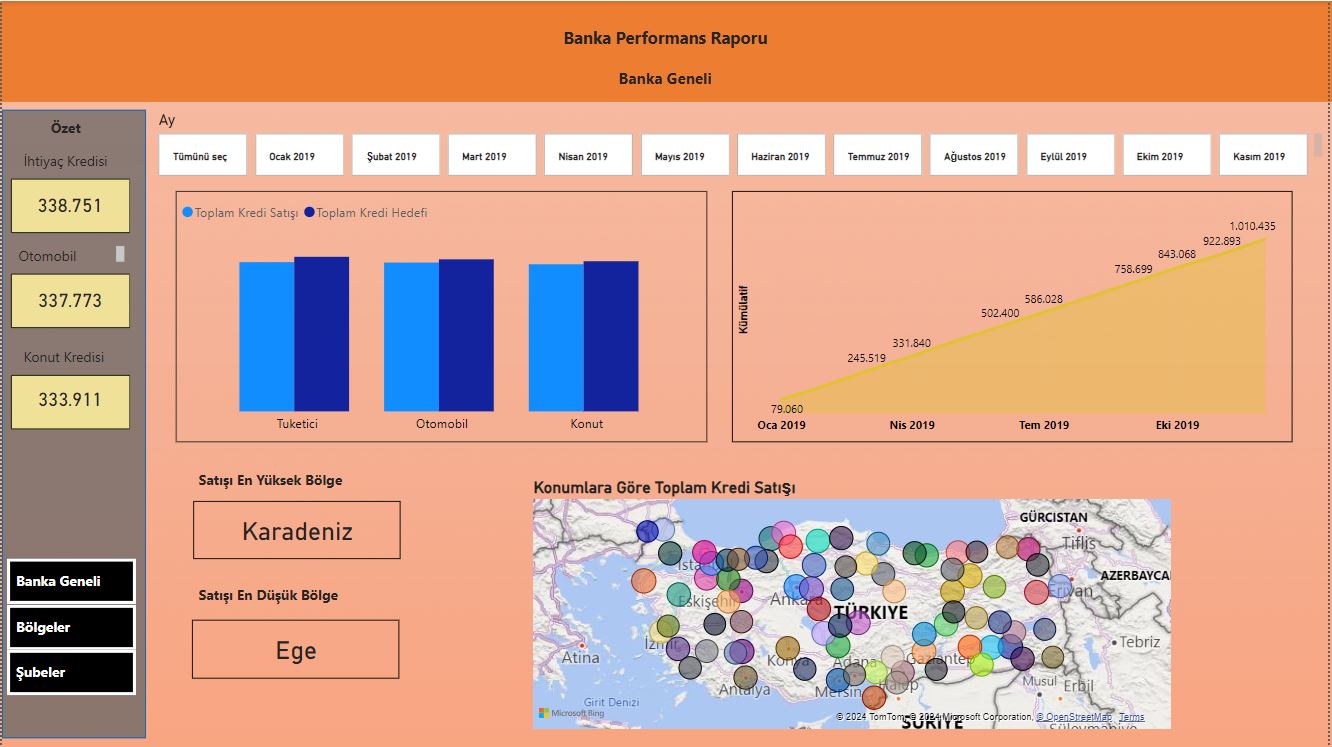 Banka Performans Raporu
Banka Geneli
Özet
İhtiyaç Kredisi
338.751
Otomobil
337.773
Konut Kredisi
333.911
Banka Geneli
Bölgeler
Şubeler
Ay
Tümünü seç
Ocak 2019
Şubat 2019
Mart 2019
Nisan 2019
Mayıs 2019
Haziran 2019
Temmuz 2019
Ağustos 2019
Eylül 2019
Ekim 2019
Kasım 2019
Toplam Kredi Satışı
Toplam Kredi Hedefi
Tuketici
Otomobil
Konut
Kümülatif
79.060
245.519
331.840
502.400
586.028
758.699
843.068
922.893
1.010.435
Oca 2019
Nis 2019
Tem 2019
Eki 2019
Satışı En Yüksek Bölge
Karadeniz
Satışı En Düşük Bölge
Ege
Konumlara Göre Toplam Kredi Satışı
GÜRCISTAN
Tiflis
AZERBAYCA
Erivan
Eskişehir
Ankara
TÜRKIYE
İzmi
Atina
Konya
Adana
Gaziantep
Tebriz
Antalya
Mersin
Halep
Musul
Erbil
Girit Denizi
SURİYE
Süleymaniye
Microsoft Bing
© 2024 TomTom, © 2024 Microsoft Corporation, © OpenStreetMap Terms